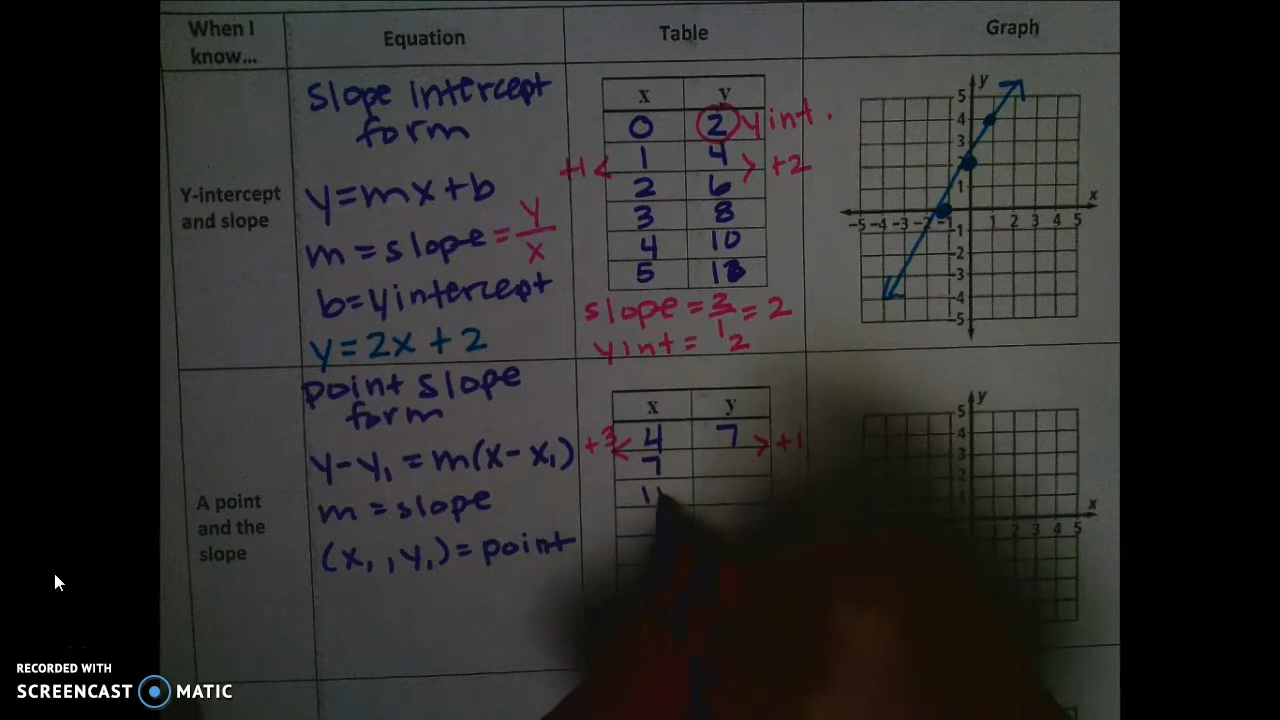 When I
know...
Equation
Table
Graph
Y-intercept
and slope
slope intercept
form
y=mx+b
m=slope = y/x
b=yintercept
y=2x+2
x y
0 2 y int.
1 4
+1 < > +2
2 6
3 8
4 10
5
slope = 2/1 = 2
yint = 2
y
5
4
3
1
-5 -4 -3 -2 -1 1 2 3 4 5
x
-1
-2
-3
-4
-5
A point
and the
slope
point slope
form
y-y₁ = m(x-x₁)
m = slope
(x₁, y₁) = point
x y
4 7
+3 < > +1
7
y
5
4
3
2
1
x
1 2 3 4 5
RECORDED WITH
SCREENCAST MATIC